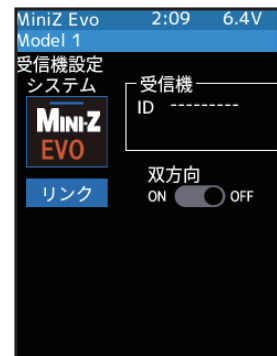 MiniZ Evo 2:09 6.4V
Model 1
受信機設定
システム
MINI-Z
EVO
リンク
受信機
ID ---------
双方向
ON OFF